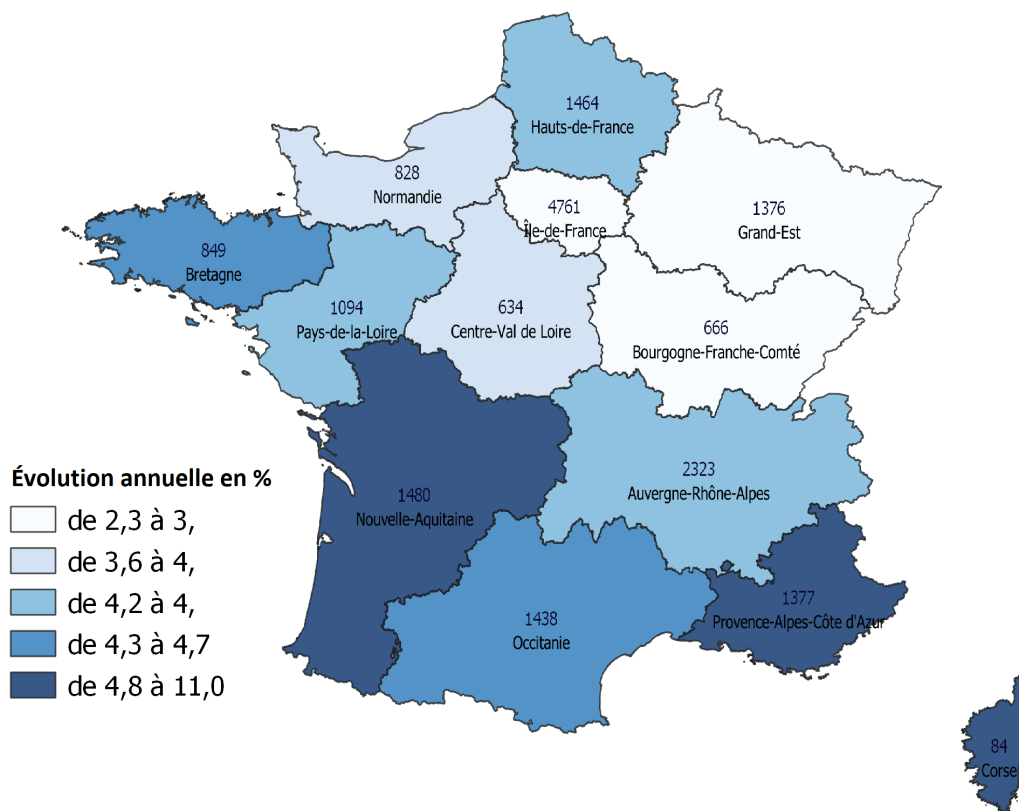 1464
Hauts-de-France
828
Normandie
4761
Île-de-France
1376
Grand-Est
849
Bretagne
1094
Pays-de-la-Loire
634
Centre-Val de Loire
666
Bourgogne-Franche-Comté
2323
Auvergne-Rhône-Alpes
1480
Nouvelle-Aquitaine
1377
Provence-Alpes-Côte d'Azur
1438
Occitanie
84
Corse
Évolution annuelle en %
de 2,3 à 3,
de 3,6 à 4,
de 4,2 à 4,
de 4,3 à 4,7
de 4,8 à 11,0